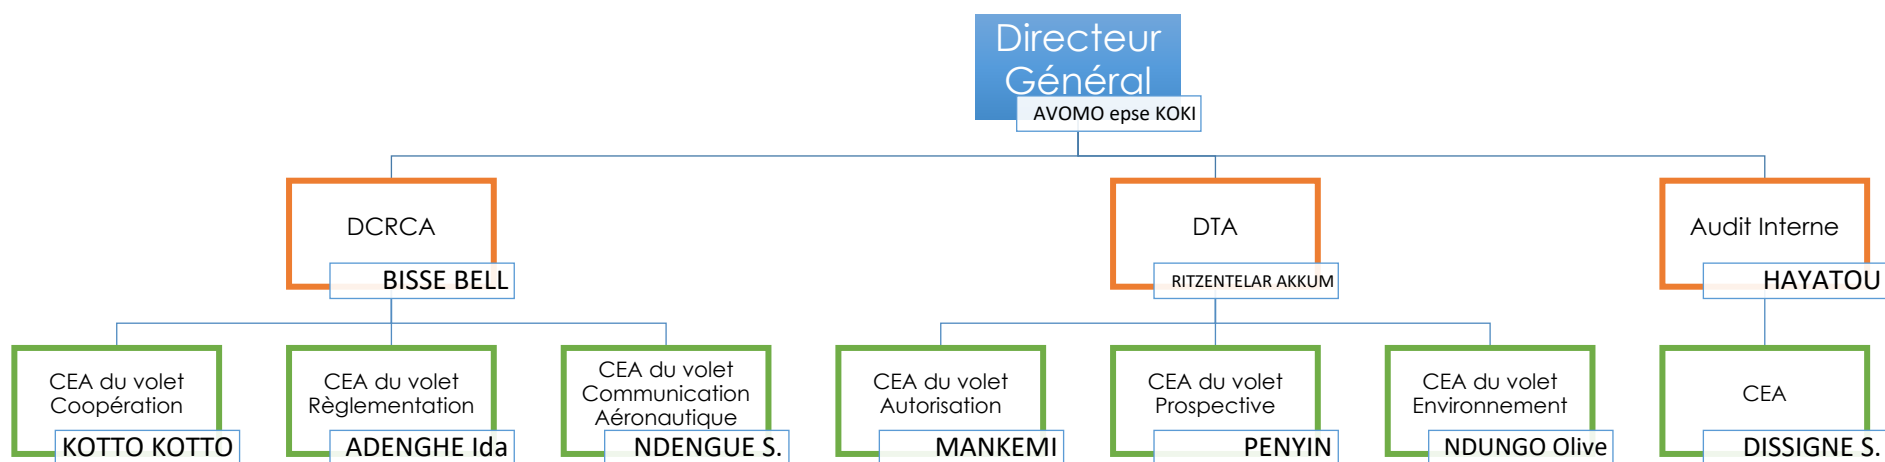 Directeur
Général
AVOMO epse KOKI
DCRCA
BISSE BELL
DTA
RITZENTELAR AKKUM
Audit Interne
HAYATOU
CEA du volet
Coopération
KOTTO KOTTO
CEA du volet
Règlementation
ADENGHE Ida
CEA du volet
Communication
Aéronautique
NDENGUE S.
CEA du volet
Autorisation
MANKEMI
CEA du volet
Prospective
PENYIN
CEA du volet
Environnement
NDUNGO Olive
CEA
DISSIGNE S.